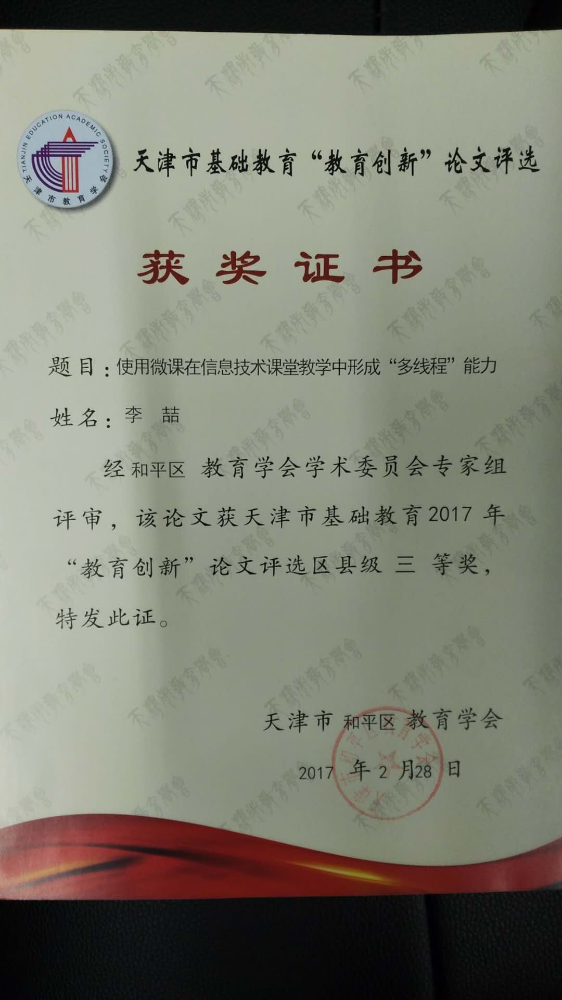 TIANJIN EDUCATION ACADEMIC SOCIETY
天津市教育学会
天津市基础教育“教育创新”论文评选
获奖证书
题目：使用微课在信息技术课堂教学中形成“多线程”能力
姓名：李 喆
经 和平区 教育学会学术委员会专家组
评审，该论文获天津市基础教育2017 年
“教育创新”论文评选区县级 三 等奖，
特发此证。
天津市 和平区 教育学会
2017 年 2 月 28 日